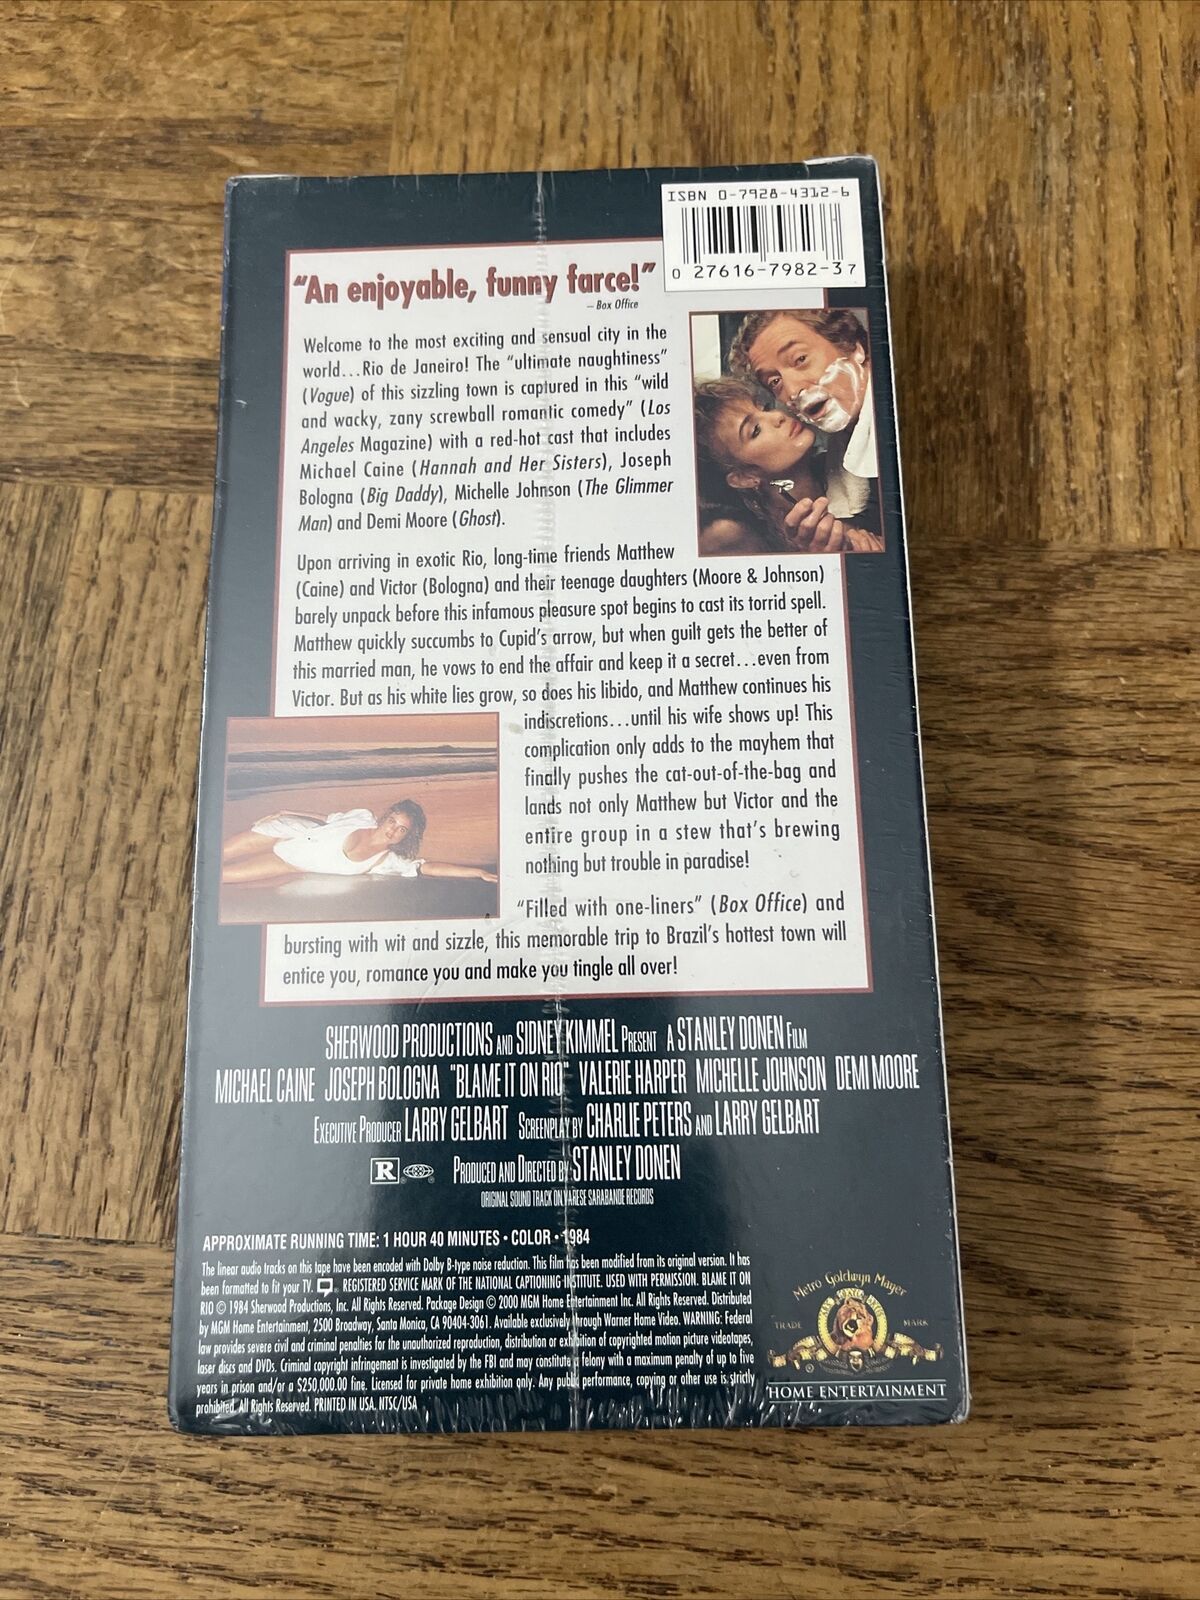 ISBN 0-7928-4312-6
0 27616-7982-3 7
“An enjoyable, funny farce!”
– Box Office
Welcome to the most exciting and sensual city in the
world...Rio de Janeiro! The “ultimate naughtiness”
(Vogue) of this sizzling town is captured in this “wild
and wacky, zany screwball romantic comedy” (Los
Angeles Magazine) with a red-hot cast that includes
Michael Caine (Hannah and Her Sisters), Joseph
Bologna (Big Daddy), Michelle Johnson (The Glimmer
Man) and Demi Moore (Ghost).
Upon arriving in exotic Rio, long-time friends Matthew
(Caine) and Victor (Bologna) and their teenage daughters (Moore & Johnson)
barely unpack before this infamous pleasure spot begins to cast its torrid spell.
Matthew quickly succumbs to Cupid's arrow, but when guilt gets the better of
this married man, he vows to end the affair and keep it a secret...even from
Victor. But as his white lies grow, so does his libido, and Matthew continues his
indiscretions...until his wife shows up! This
complication only adds to the mayhem that
finally pushes the cat-out-of-the-bag and
lands not only Matthew but Victor and the
entire group in a stew that's brewing
nothing but trouble in paradise!
“Filled with one-liners” (Box Office) and
bursting with wit and sizzle, this memorable trip to Brazil's hottest town will
entice you, romance you and make you tingle all over!
SHERWOOD PRODUCTIONS AND SIDNEY KIMMEL PRESENT A STANLEY DONEN FILM
MICHAEL CAINE JOSEPH BOLOGNA "BLAME IT ON RIO" VALERIE HARPER MICHELLE JOHNSON DEMI MOORE
EXECUTIVE PRODUCER LARRY GELBART SCREENPLAY BY CHARLIE PETERS AND LARRY GELBART
R PRODUCED AND DIRECTED BY STANLEY DONEN
ORIGINAL SOUND TRACK ON VARESE SARABANDE RECORDS
APPROXIMATE RUNNING TIME: 1 HOUR 40 MINUTES • COLOR • 1984
The linear audio tracks on this tape have been encoded with Dolby B-type noise reduction. This film has been modified from its original version. It has
been formatted to fit your TV. REGISTERED SERVICE MARK OF THE NATIONAL CAPTIONING INSTITUTE. USED WITH PERMISSION. BLAME IT ON
RIO © 1984 Sherwood Productions, Inc. All Rights Reserved. Package Design © 2000 MGM Home Entertainment Inc. All Rights Reserved. Distributed
by MGM Home Entertainment, 2500 Broadway, Santa Monica, CA 90404-3061. Available exclusively through Warner Home Video. WARNING: Federal
law provides severe civil and criminal penalties for the unauthorized reproduction, distribution or exhibition of copyrighted motion picture videotapes,
laser discs and DVDs. Criminal copyright infringement is investigated by the FBI and may constitute a felony with a maximum penalty of up to five
years in prison and/or a $250,000.00 fine. Licensed for private home exhibition only. Any public performance, copying or other use is strictly
prohibited. All Rights Reserved. PRINTED IN USA. NTSC/USA
Metro Goldwyn Mayer
TRADE MARK
ARS GRATIA ARTIS
HOME ENTERTAINMENT